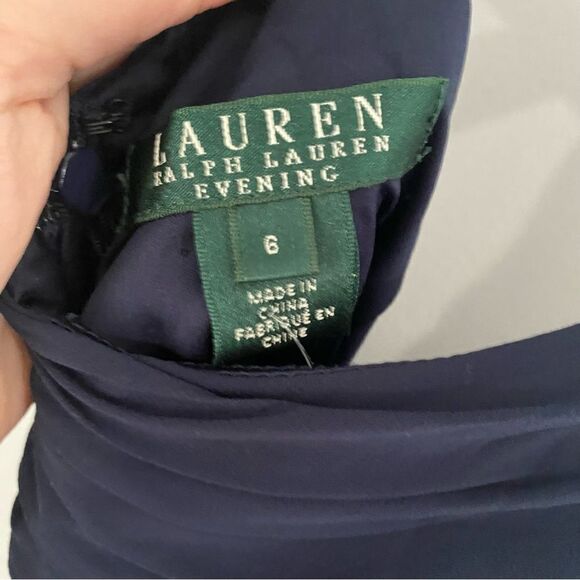 LAUREN
RALPH LAUREN
EVENING
6
MADE IN
CHINA
FABRIQUÉ EN
CHINE